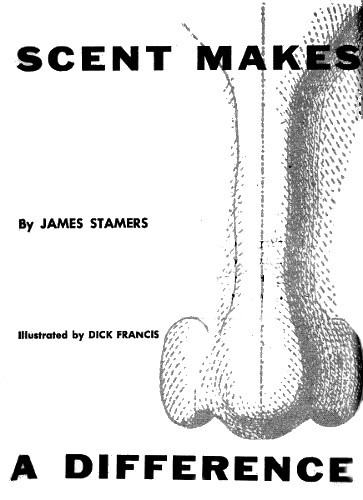 SCENT MAKES
By JAMES STAMERS
Illustrated by DICK FRANCIS
A DIFFERENCE